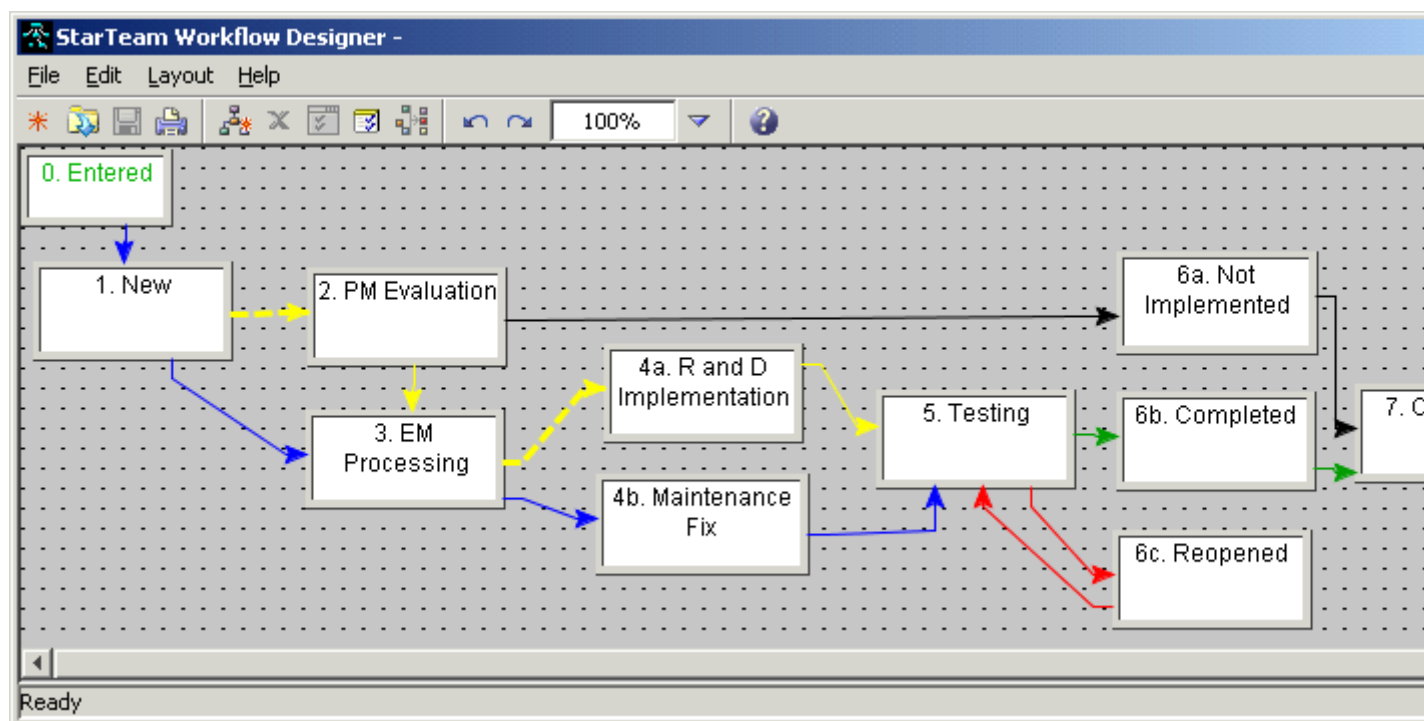 StarTeam Workflow Designer -
File Edit Layout Help
100%
0. Entered
1. New
2. PM Evaluation
6a. Not
Implemented
4a. R and D
Implementation
3. EM
Processing
5. Testing
6b. Completed
7.
4b. Maintenance
Fix
6c. Reopened
Ready